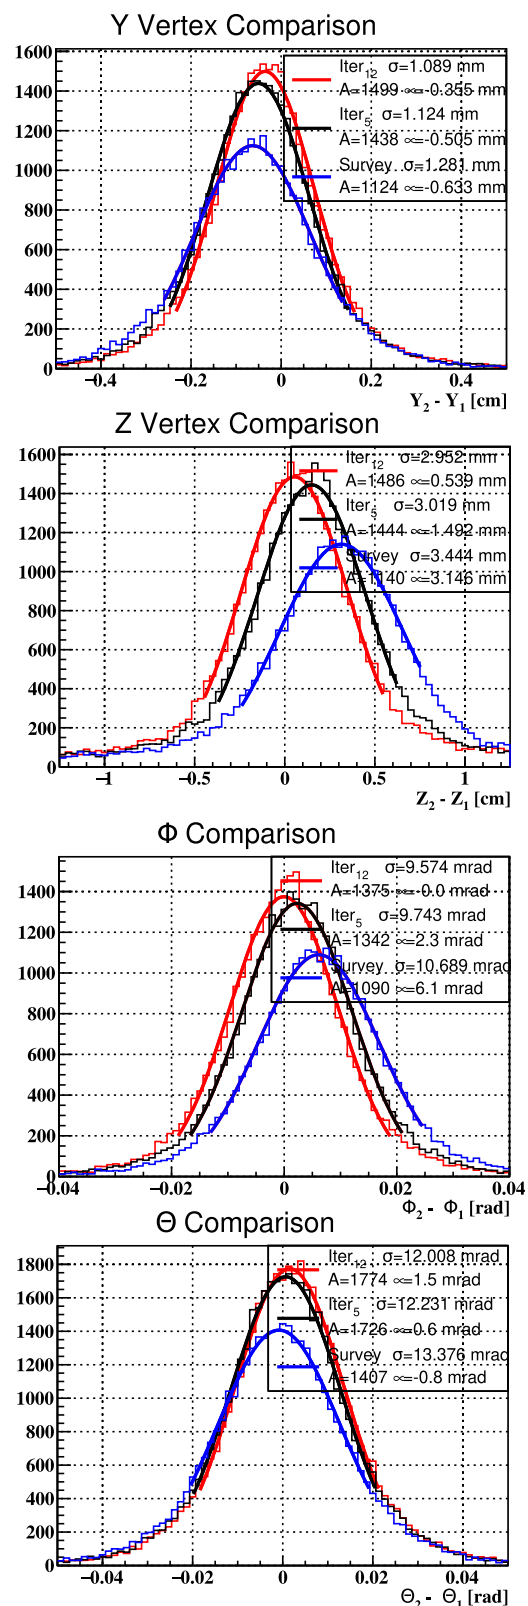 Y Vertex Comparison
1600
1400
1200
1000
800
600
400
200
0
Iter12 σ=1.089 mm
A=1499 ∝=-0.355 mm
Iter5 σ=1.124 mm
A=1438 ∝=-0.505 mm
Survey σ=1.281 mm
A=1124 ∝=-0.633 mm
−0.4 −0.2 0 0.2 0.4
Y2 - Y1 [cm]
Z Vertex Comparison
1600
1400
1200
1000
800
600
400
200
0
Iter12 σ=2.952 mm
A=1486 ∝=0.539 mm
Iter5 σ=3.019 mm
A=1444 ∝=1.492 mm
Survey σ=3.444 mm
A=1140 ∝=3.146 mm
−1 −0.5 0 0.5 1
Z2 - Z1 [cm]
Φ Comparison
1400
1200
1000
800
600
400
200
0
Iter12 σ=9.574 mrad
A=1375 ∝=-0.0 mrad
Iter5 σ=9.743 mrad
A=1342 ∝=2.3 mrad
Survey σ=10.689 mrad
A=1090 ∝=6.1 mrad
−0.04 −0.02 0 0.02 0.04
Φ2 - Φ1 [rad]
Θ Comparison
1800
1600
1400
1200
1000
800
600
400
200
0
Iter12 σ=12.008 mrad
A=1774 ∝=1.5 mrad
Iter5 σ=12.231 mrad
A=1726 ∝=0.6 mrad
Survey σ=13.376 mrad
A=1407 ∝=-0.8 mrad
−0.04 −0.02 0 0.02 0.04
Θ2 - Θ1 [rad]